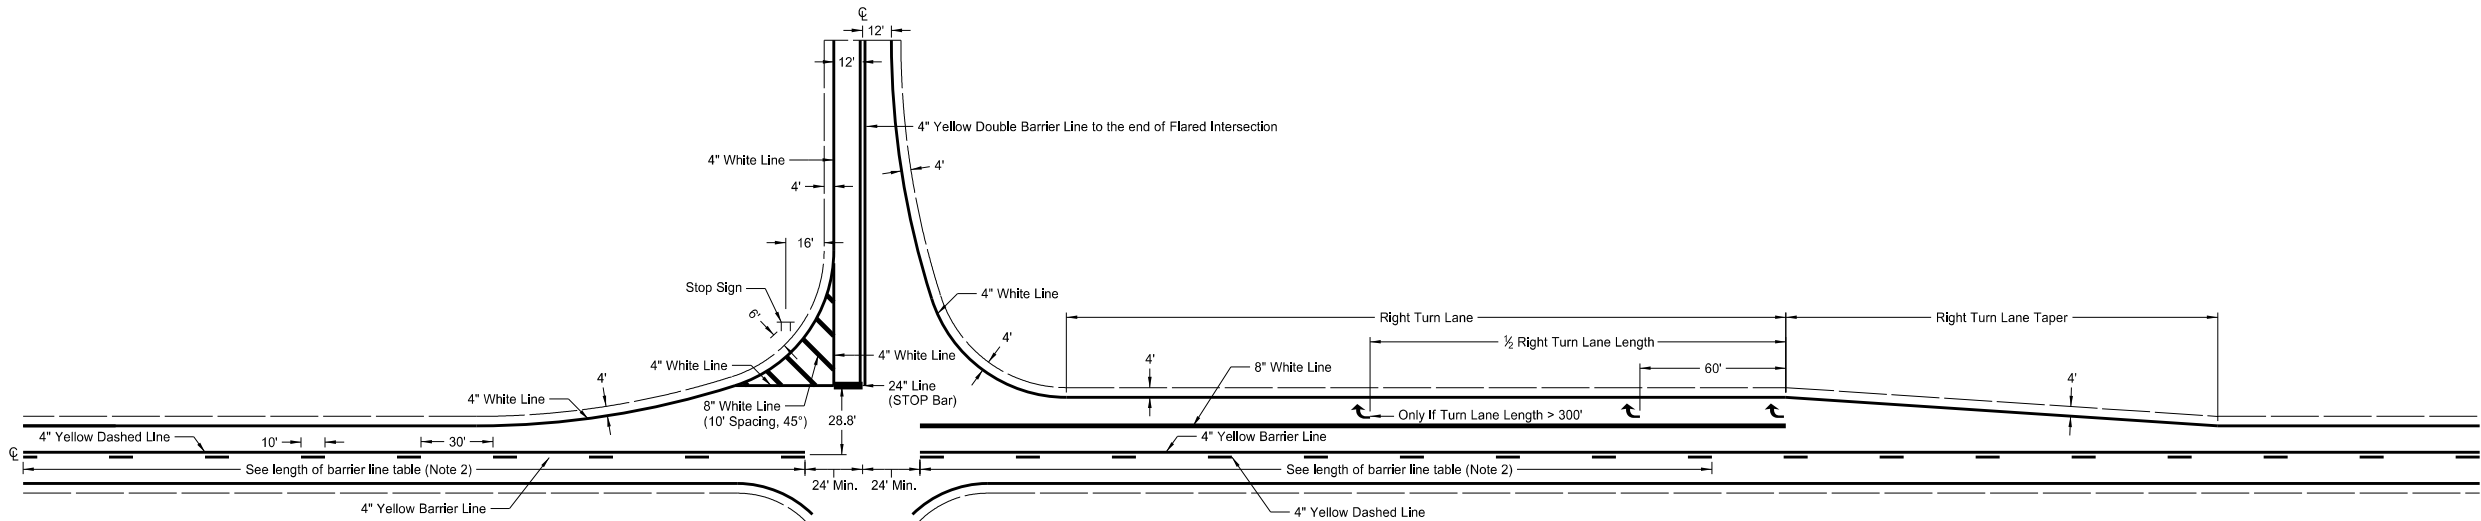 ℄
12'
12'
4" Yellow Double Barrier Line to the end of Flared Intersection
4" White Line
4'
4'
16'
Stop Sign
4" White Line
6'
Right Turn Lane
Right Turn Lane Taper
4'
½ Right Turn Lane Length
4" White Line
4" White Line
4'
8" White Line
60'
4'
4'
24" Line
(STOP Bar)
4" White Line
8" White Line
(10' Spacing, 45°)
28.8'
Only If Turn Lane Length > 300'
4" Yellow Dashed Line
10'
30'
4" Yellow Barrier Line
℄
See length of barrier line table (Note 2)
See length of barrier line table (Note 2)
24' Min.
24' Min.
4" Yellow Barrier Line
4" Yellow Dashed Line